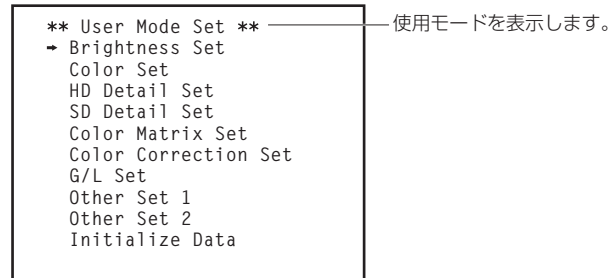 ** User Mode Set **
使用モードを表示します。
➡ Brightness Set
Color Set
HD Detail Set
SD Detail Set
Color Matrix Set
Color Correction Set
G/L Set
Other Set 1
Other Set 2
Initialize Data